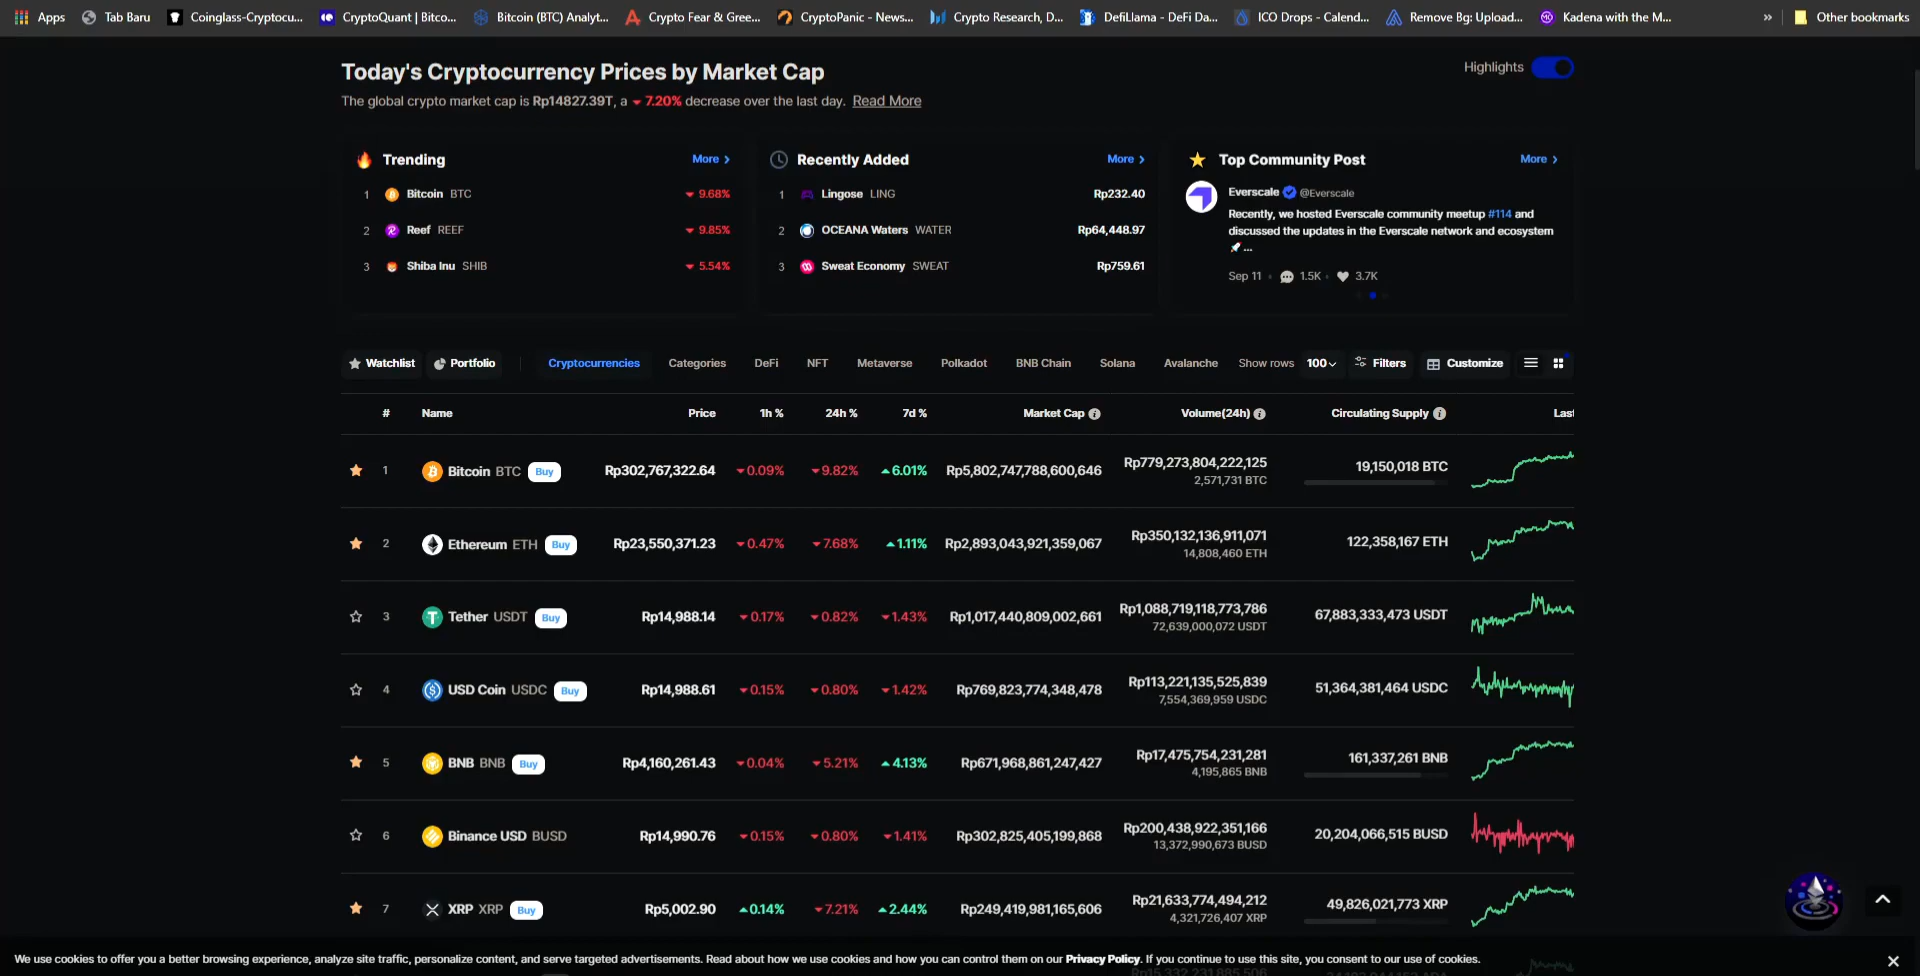 Apps Tab Baru Coinglass-Cryptocu... CryptoQuant | Bitco... Bitcoin (BTC) Analyt... Crypto Fear & Gree... CryptoPanic - News... Crypto Research, D... DefiLlama - DeFi Da... ICO Drops - Calend... Remove Bg: Upload... Kadena with the M... » Other bookmarks
Today's Cryptocurrency Prices by Market Cap
Highlights
The global crypto market cap is Rp14827.39T, a 7.20% decrease over the last day. Read More
Trending More
1 Bitcoin BTC 9.68%
2 Reef REEF 9.85%
3 Shiba Inu SHIB 5.54%
Recently Added More
1 Lingose LING Rp232.40
2 OCEANA Waters WATER Rp64,448.97
3 Sweat Economy SWEAT Rp759.61
Top Community Post More
Everscale @Everscale
Recently, we hosted Everscale community meetup #114 and
discussed the updates in the Everscale network and ecosystem
...
Sep 11 1.5K 3.7K
Watchlist Portfolio Cryptocurrencies Categories DeFi NFT Metaverse Polkadot BNB Chain Solana Avalanche Show rows 100 Filters Customize
# Name Price 1h % 24h % 7d % Market Cap Volume(24h) Circulating Supply Last
1 Bitcoin BTC Buy Rp302,767,322.64 0.09% 9.82% 6.01% Rp5,802,747,788,600,646 Rp779,273,804,222,125 19,150,018 BTC
2,571,731 BTC
2 Ethereum ETH Buy Rp23,550,371.23 0.47% 7.68% 1.11% Rp2,893,043,921,359,067 Rp350,132,136,911,071 122,358,167 ETH
14,808,460 ETH
3 Tether USDT Buy Rp14,988.14 0.17% 0.82% 1.43% Rp1,017,440,809,002,661 Rp1,088,719,118,773,786 67,883,333,473 USDT
72,639,000,072 USDT
4 USD Coin USDC Buy Rp14,988.61 0.15% 0.80% 1.42% Rp769,823,774,348,478 Rp113,221,135,525,839 51,364,381,464 USDC
7,554,369,959 USDC
5 BNB BNB Buy Rp4,160,261.43 0.04% 5.21% 4.13% Rp671,968,861,247,427 Rp17,475,754,231,281 161,337,261 BNB
4,195,865 BNB
6 Binance USD BUSD Rp14,990.76 0.15% 0.80% 1.41% Rp302,825,405,199,868 Rp200,438,922,351,166 20,204,066,515 BUSD
13,372,990,673 BUSD
7 XRP XRP Buy Rp5,002.90 0.14% 7.21% 2.44% Rp249,419,981,165,606 Rp21,633,774,494,212 49,826,021,773 XRP
4,321,726,407 XRP
We use cookies to offer you a better browsing experience, analyze site traffic, personalize content, and serve targeted advertisements. Read about how we use cookies and how you can control them on our Privacy Policy. If you continue to use this site, you consent to our use of cookies.